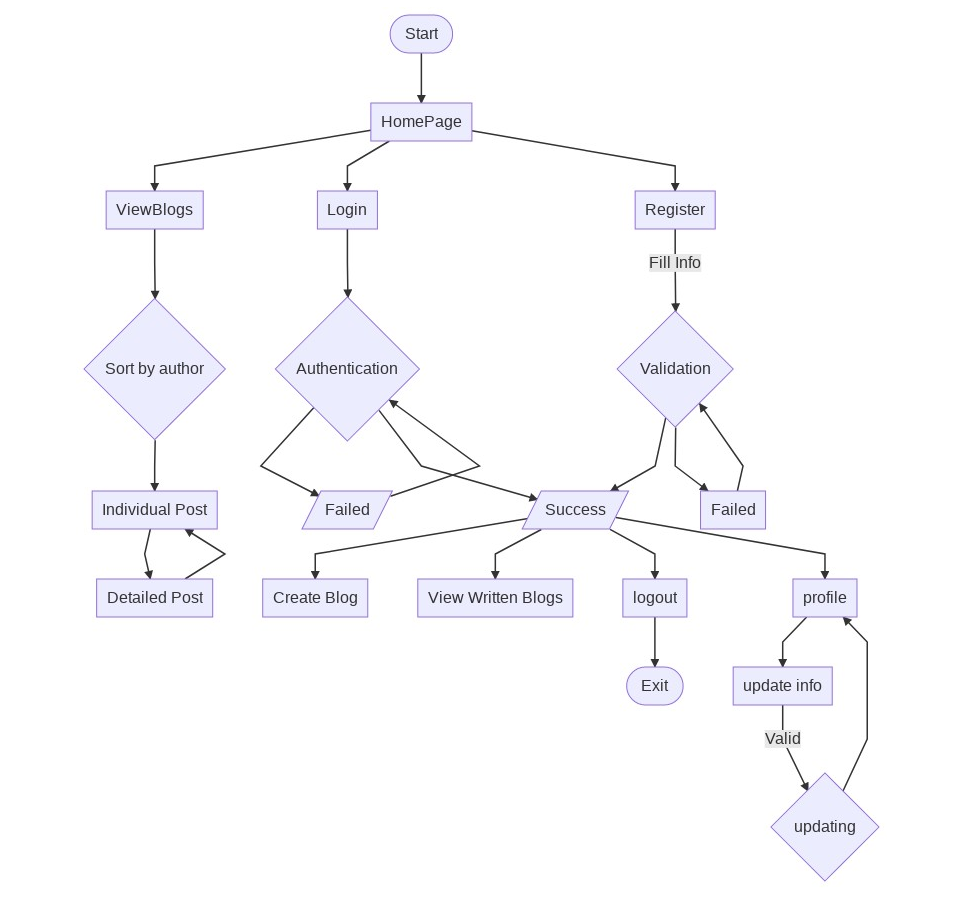 Start
HomePage
ViewBlogs
Login
Register
Fill Info
Sort by author
Authentication
Validation
Individual Post
Failed
Success
Failed
Detailed Post
Create Blog
View Written Blogs
logout
profile
Exit
update info
Valid
updating